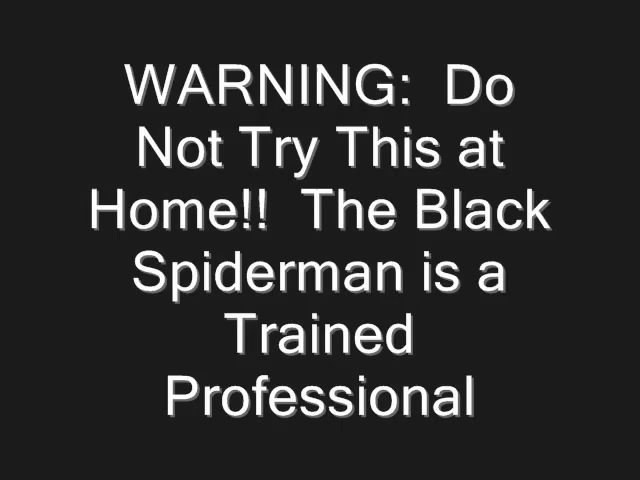 WARNING:  Do
Not Try This at
Home!!  The Black
Spiderman is a
Trained
Professional